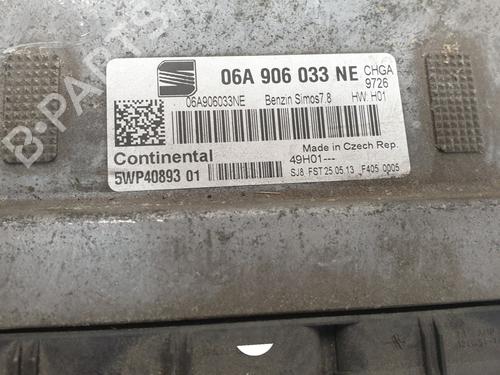 06A 906 033 NE CHGA
9726
06A906033NE Benzin Simos7.8 HW: H01
Continental
Made in Czech Rep.
5WP40893 01
49H01---
SJ8 FST 25.05.13 _F405 0005
B-PARTS